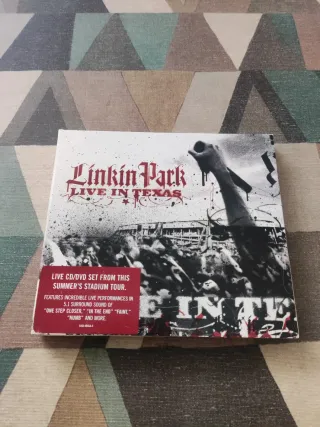 Linkin Park
LIVE IN TEXAS
LIVE CD/DVD SET FROM THIS
SUMMER'S STADIUM TOUR.
FEATURES INCREDIBLE LIVE PERFORMANCES IN
5.1 SURROUND SOUND OF
"ONE STEP CLOSER," "IN THE END" "FAINT,"
"NUMB" AND MORE.
E IN TE